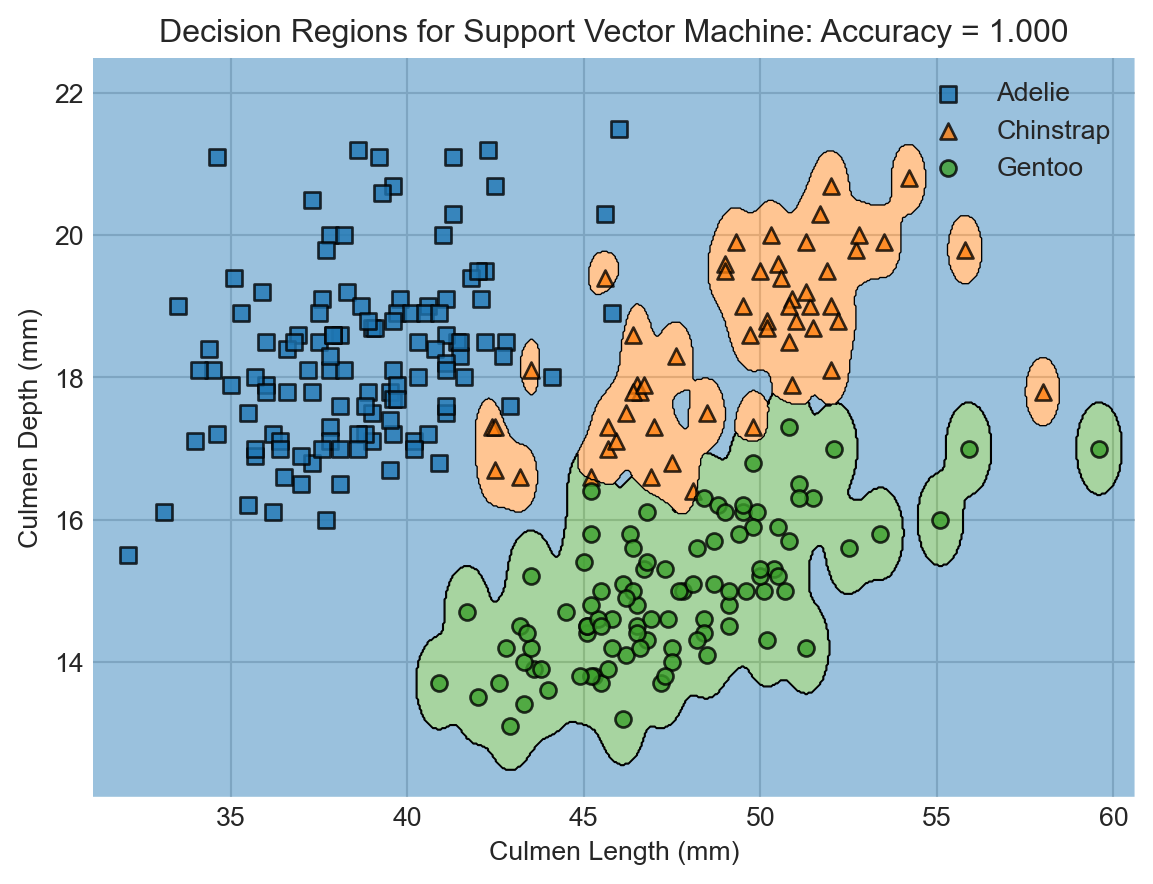 Decision Regions for Support Vector Machine: Accuracy = 1.000
Adelie
Chinstrap
Gentoo
22
20
18
16
14
Culmen Depth (mm)
35 40 45 50 55 60
Culmen Length (mm)